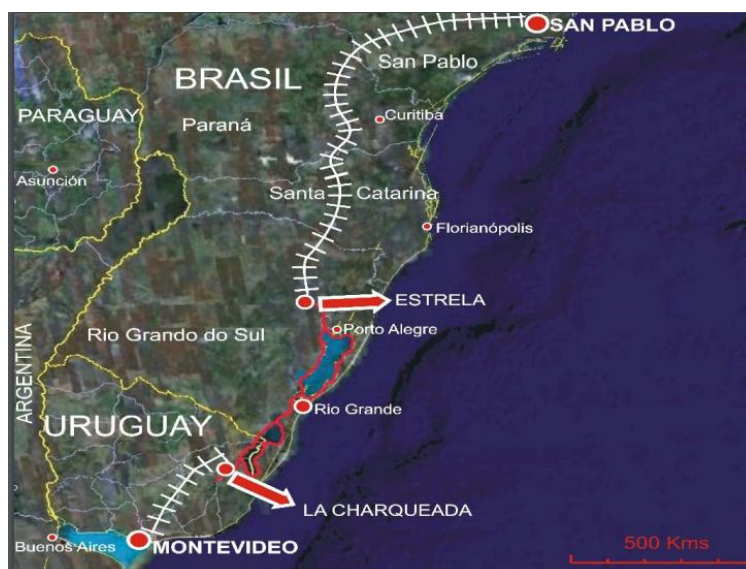 SAN PABLO
San Pablo
BRASIL
PARAGUAY
Paraná
Curitiba
Asunción
Santa Catarina
Florianópolis
ESTRELA
Porto Alegre
Rio Grando do Sul
ARGENTINA
Rio Grande
URUGUAY
LA CHARQUEADA
Buenos Aires
MONTEVIDEO
500 Kms